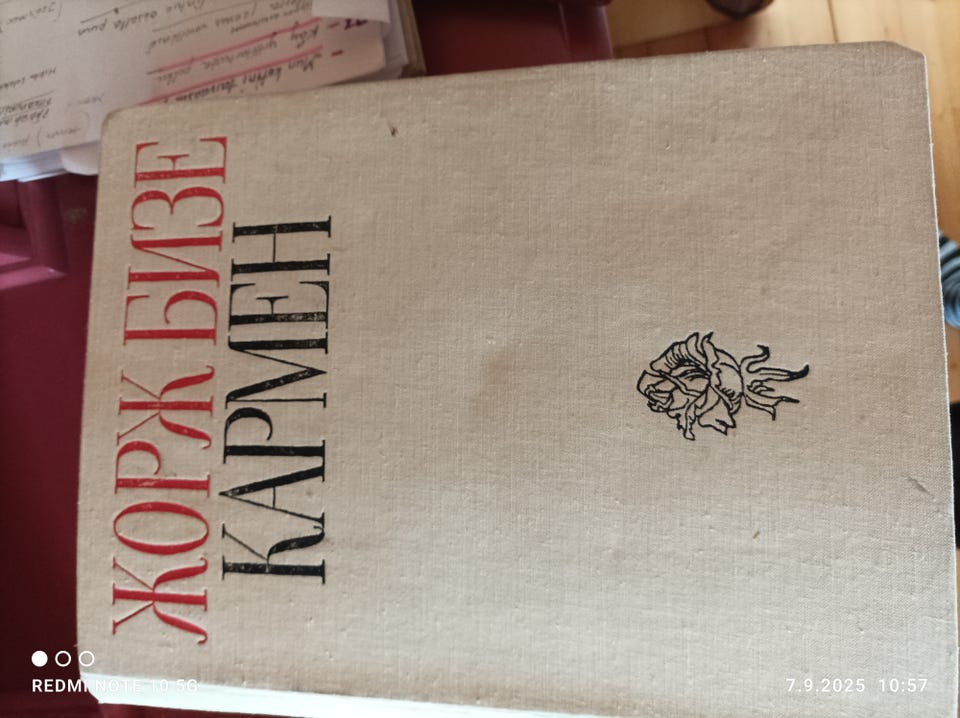 ЖОРЖ БИЗЕ
КАРМЕН
REDMI NOTE 10 5G
7.9.2025 10:57